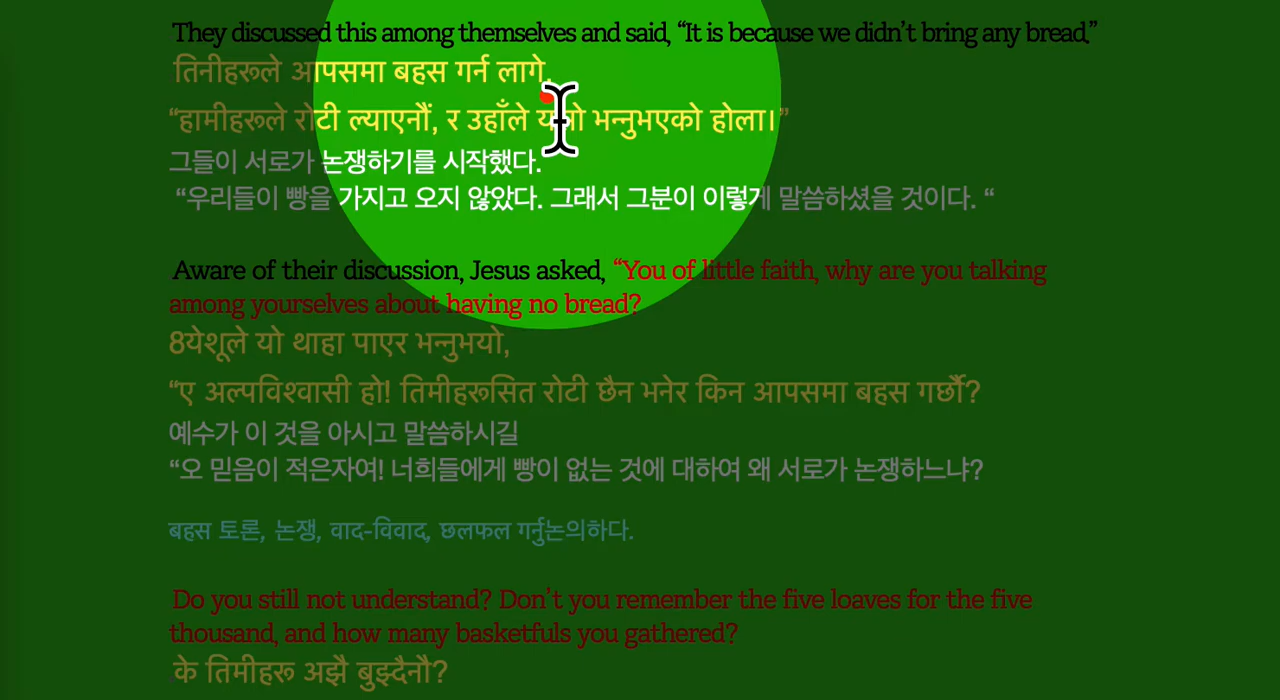 They discussed this among themselves and said, “It is because we didn’t bring any bread.”
तिनीहरूले आपसमा बहस गर्न लागे,
“हामीहरूले रोटी ल्याएनौं, र उहाँले भन्नुभएको होला।”
그들이 서로가 논쟁하기를 시작했다.
“우리들이 빵을 가지고 오지 않았다. 그래서 그분이 이렇게 말씀하셨을 것이다. “
Aware of their discussion, Jesus asked, “You of little faith, why are you talking
among yourselves about having no bread?
8येशूले यो थाहा पाएर भन्नुभयो,
“ए अल्पविश्वासी हो! तिमीहरूसित रोटी छैन भनेर किन आपसमा बहस गर्छौ?
예수가 이 것을 아시고 말씀하시길
“오 믿음이 적은자여! 너희들에게 빵이 없는 것에 대하여 왜 서로가 논쟁하느냐?
बहस 토론, 논쟁, वाद-विवाद, छलफल गर्नु논의하다.
Do you still not understand? Don’t you remember the five loaves for the five
thousand, and how many basketfuls you gathered?
के तिमीहरू अझै बुझ्दैनौ?